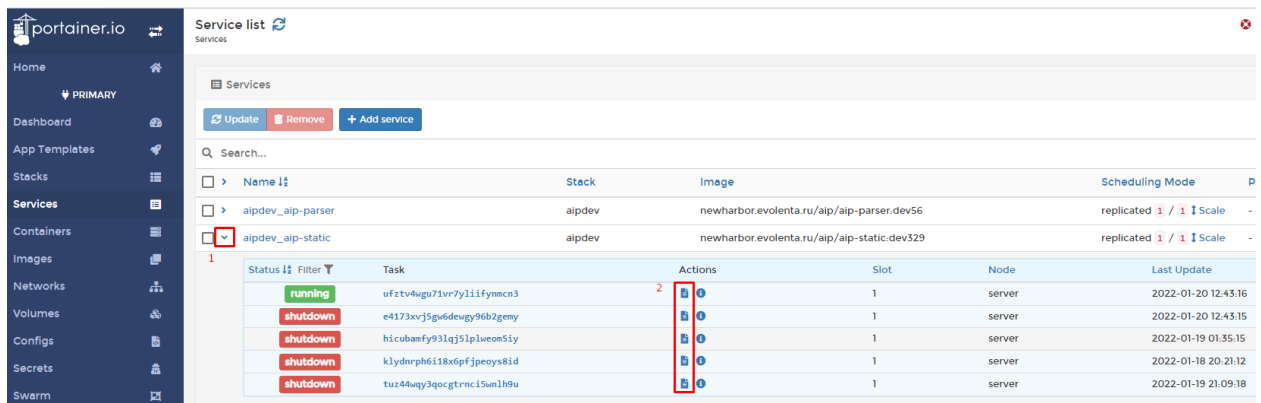 portainer.io
Service list
Services
Home
PRIMARY
Dashboard
App Templates
Stacks
Services
Containers
Images
Networks
Volumes
Configs
Secrets
Swarm
Services
Update Remove + Add service
Search...
Name Stack Image Scheduling Mode P
aipdev_aip-parser aipdev newharbor.evolenta.ru/aip/aip-parser:dev56 replicated 1 / 1 Scale -
aipdev_aip-static aipdev newharbor.evolenta.ru/aip/aip-static:dev329 replicated 1 / 1 Scale -
1
Status Filter Task Actions Slot Node Last Update
2
running ufztv4wgu71vr7yliifynmcn3 1 server 2022-01-20 12:43:16
shutdown e4173xvj5gw6dewgy96b2gemy 1 server 2022-01-20 12:43:15
shutdown hicubamfy93lqj5lplweom5iy 1 server 2022-01-19 01:35:15
shutdown klydnrph6i18x6pfjpeoys8id 1 server 2022-01-18 20:21:12
shutdown tuz44wqy3qocgtrnci5wnlh9u 1 server 2022-01-19 21:09:18